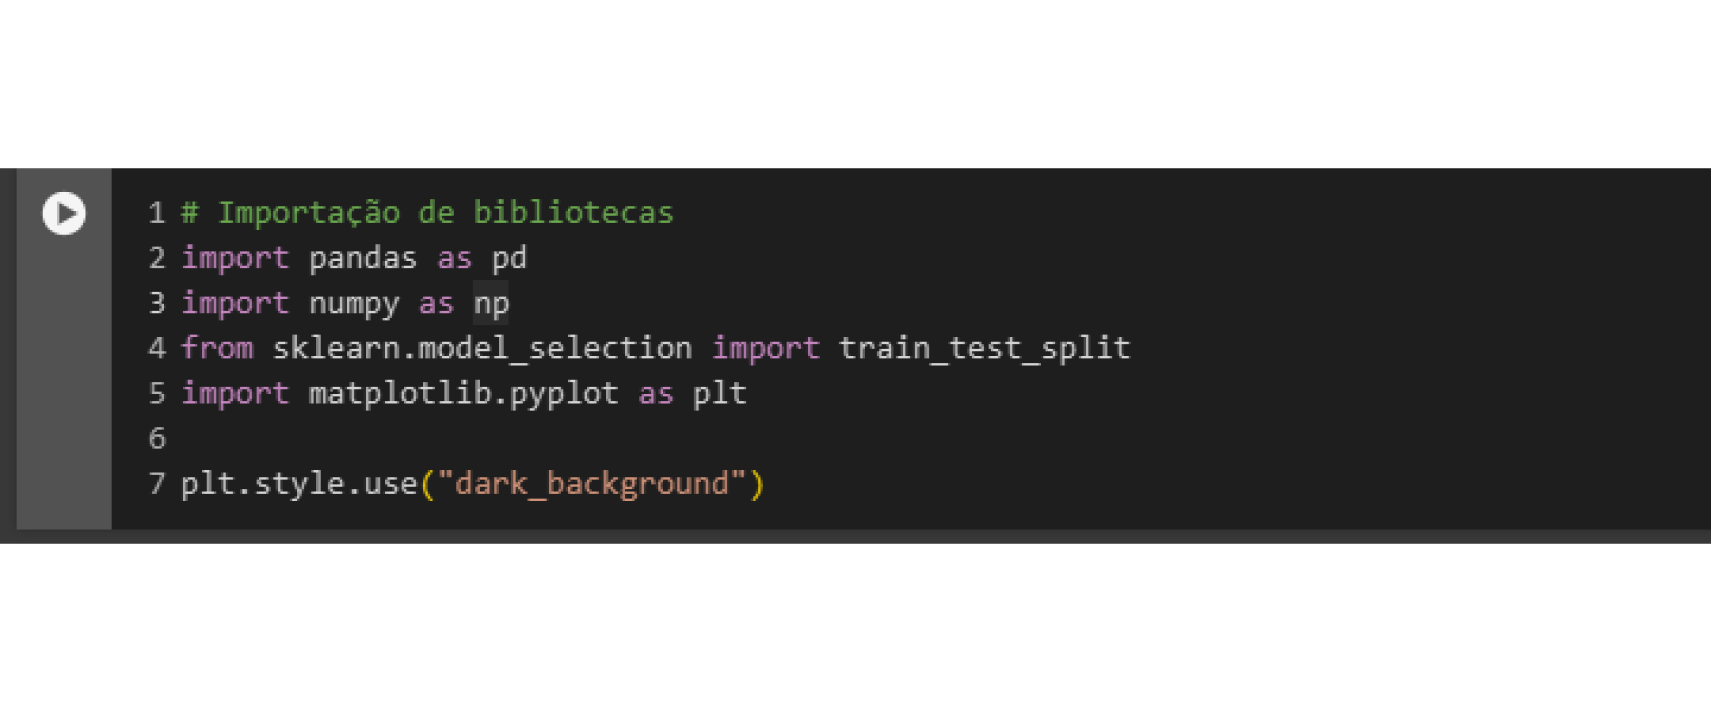 1 # Importação de bibliotecas
2 import pandas as pd
3 import numpy as np
4 from sklearn.model_selection import train_test_split
5 import matplotlib.pyplot as plt
6
7 plt.style.use("dark_background")